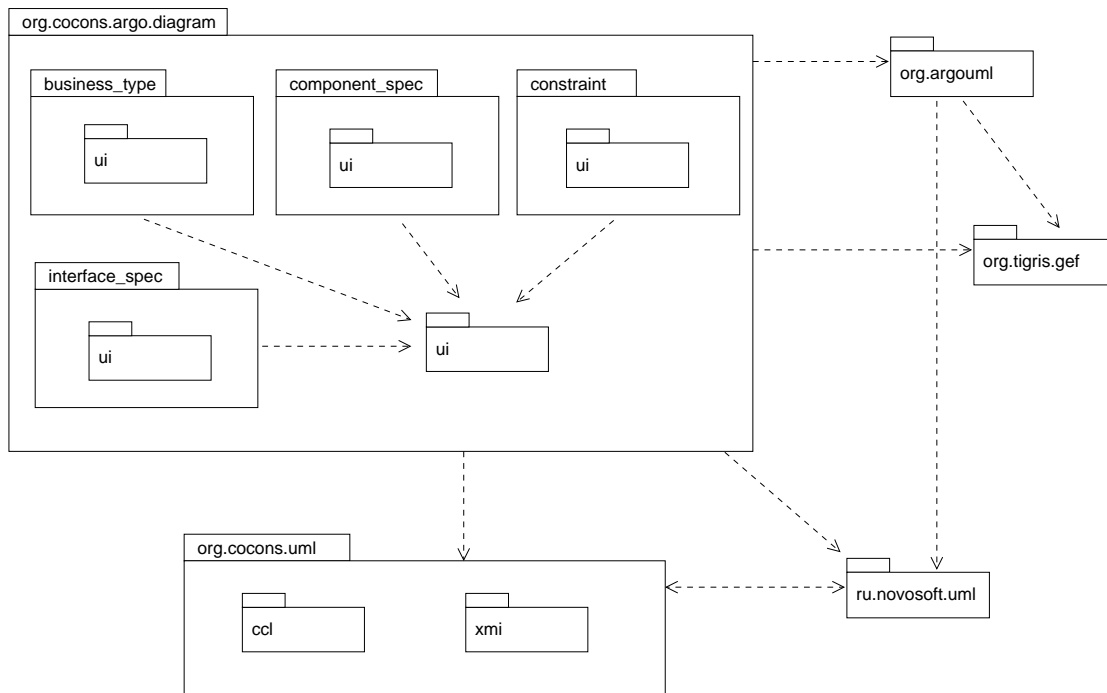 org.cocons.argo.diagram
org.argouml
business_type
component_spec
constraint
ui
ui
ui
org.tigris.gef
interface_spec
ui
ui
org.cocons.uml
ru.novosoft.uml
ccl
xmi